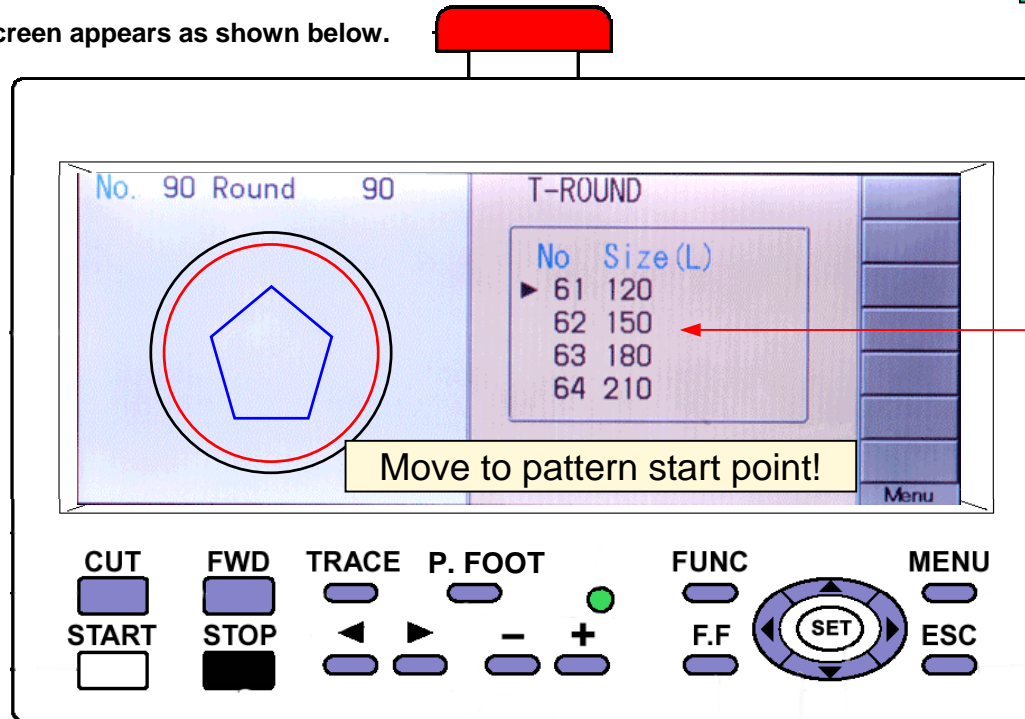 creen appears as shown below.
No. 90 Round 90
T-ROUND
No Size(L)
61 120
62 150
63 180
64 210
Move to pattern start point!
Menu
CUT FWD TRACE P. FOOT FUNC MENU
START STOP ◀ ▶ – + F.F SET ESC